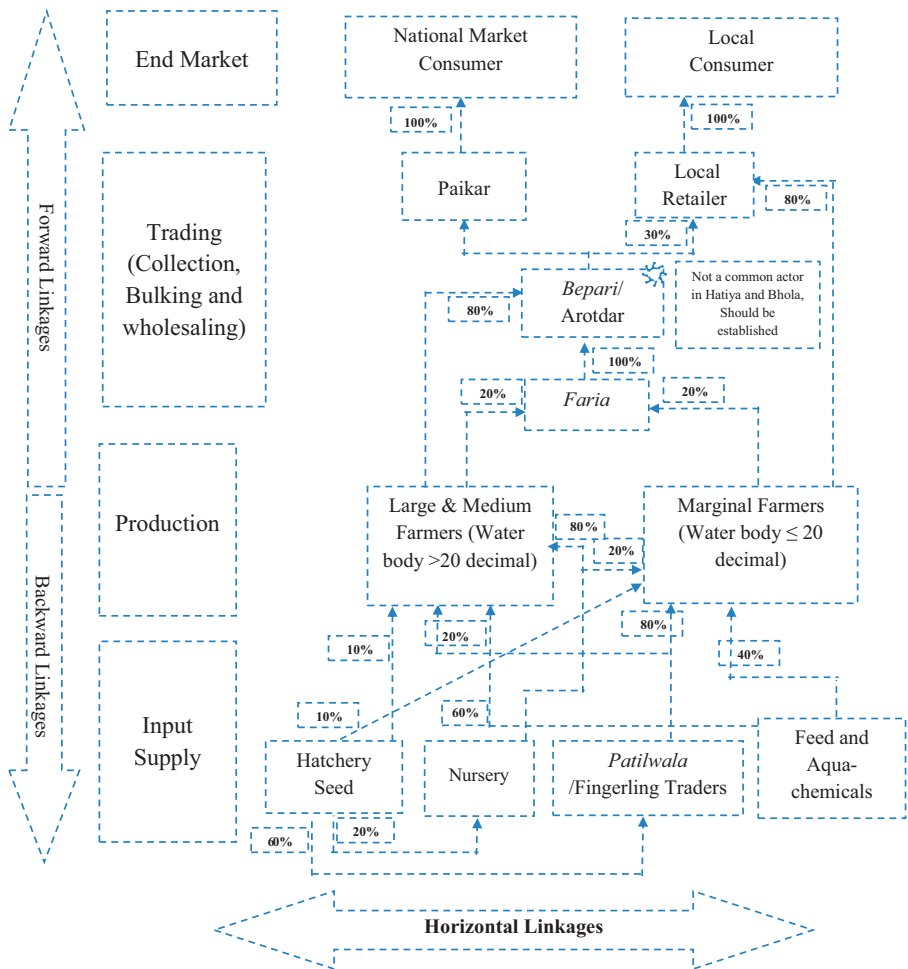 End Market
National Market
Consumer
Local
Consumer
100%
100%
Forward Linkages
Trading
(Collection,
Bulking and
wholesaling)
Paikar
Local
Retailer
80%
30%
Bepari/
Arotdar
Not a common actor
in Hatiya and Bhola,
Should be
established
80%
100%
20%
Faria
20%
Production
Large & Medium
Farmers (Water
body >20 decimal)
80%
20%
Marginal Farmers
(Water body ≤ 20
decimal)
Backward Linkages
10%
20%
80%
40%
Input
Supply
10%
60%
Hatchery
Seed
Nursery
Patilwala
/Fingerling Traders
Feed and
Aqua-
chemicals
60%
20%
Horizontal Linkages